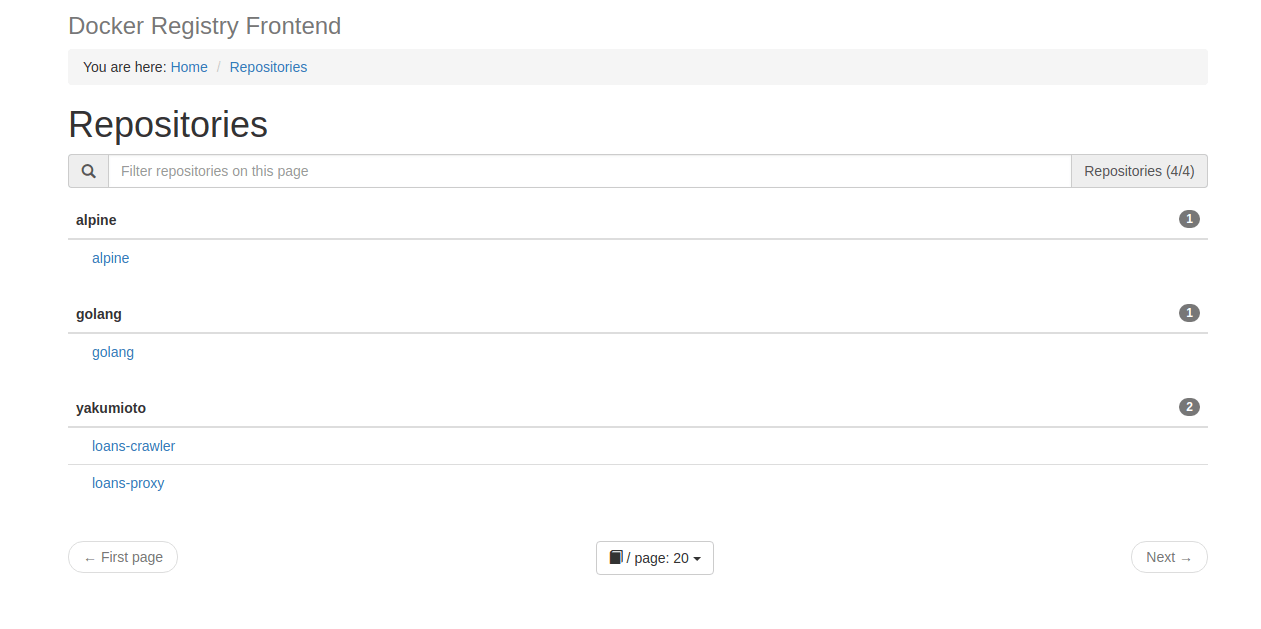 Docker Registry Frontend
You are here: Home / Repositories
Repositories
Filter repositories on this page Repositories (4/4)
alpine 1
alpine
golang 1
golang
yakumioto 2
loans-crawler
loans-proxy
← First page / page: 20 Next →